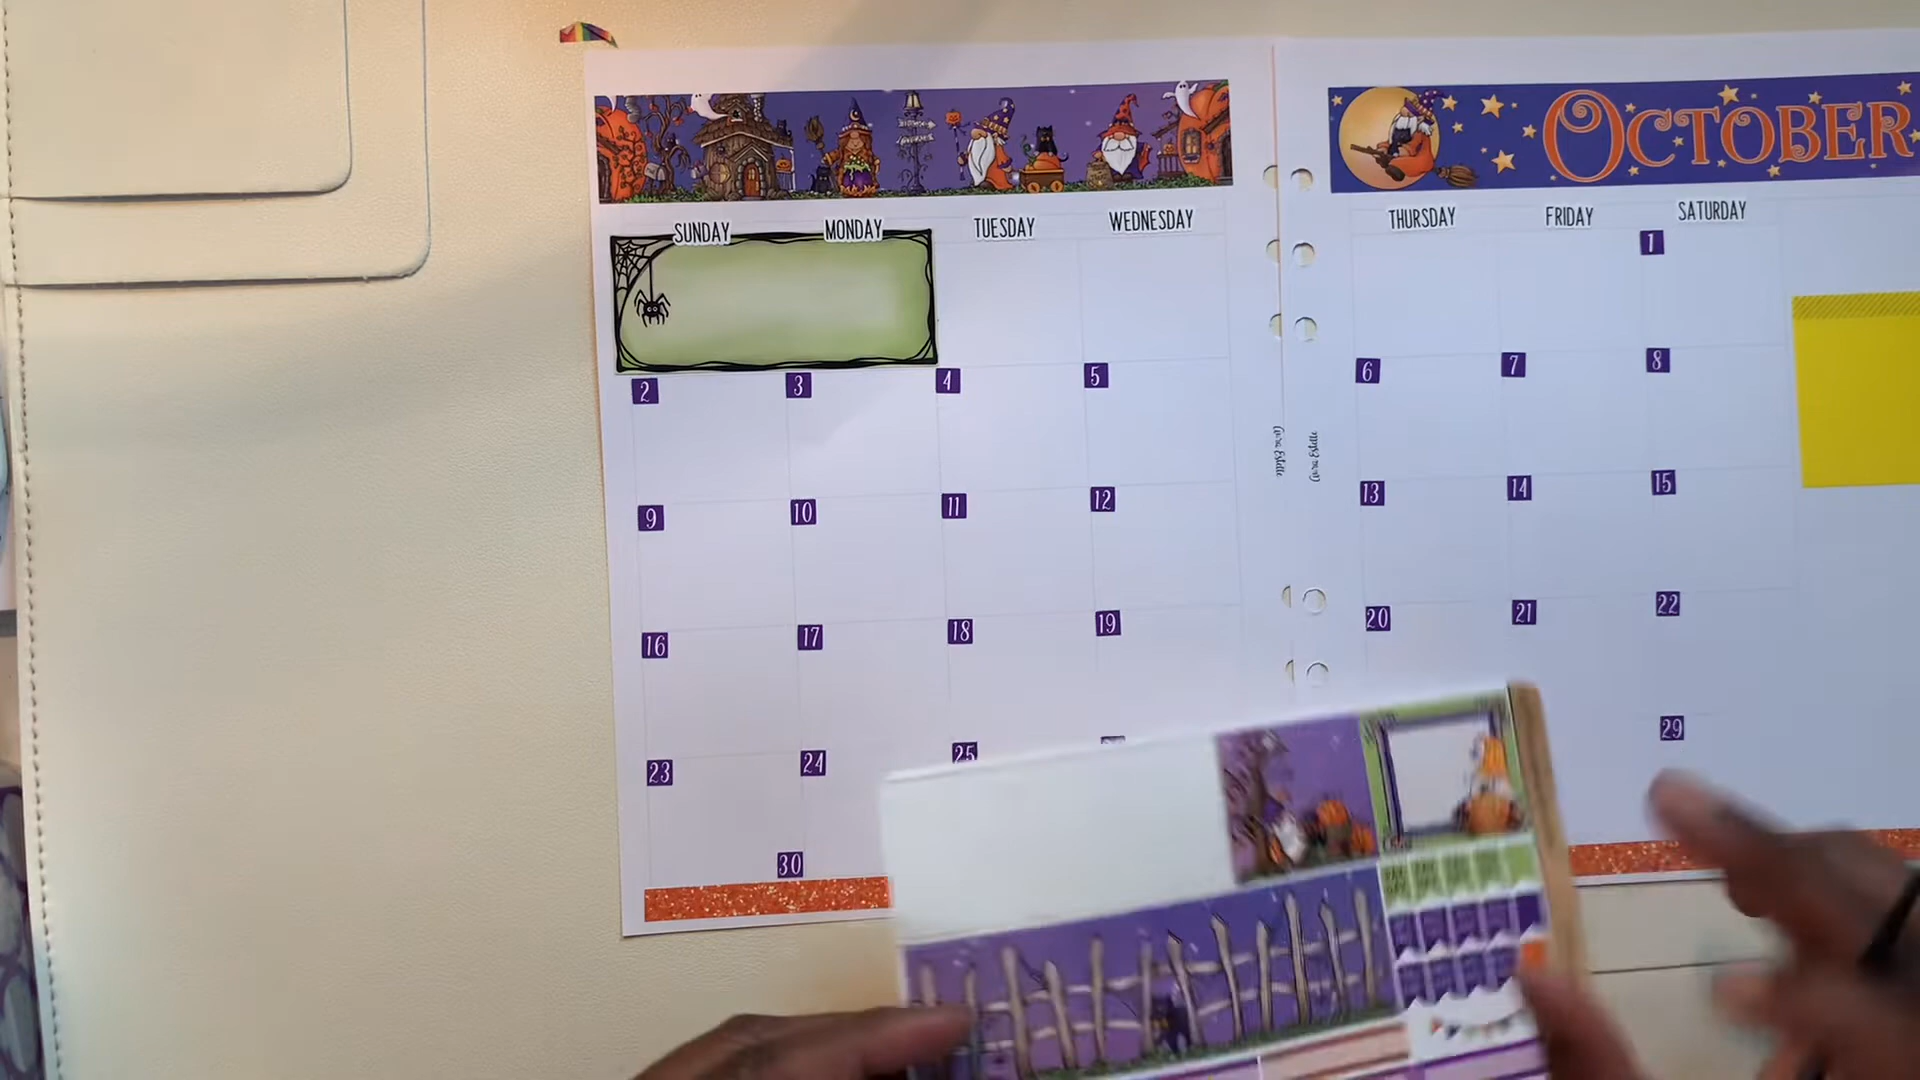 OCTOBER
SUNDAY MONDAY TUESDAY WEDNESDAY THURSDAY FRIDAY SATURDAY
1
2 3 4 5 6 7 8
9 10 11 12 13 14 15
16 17 18 19 20 21 22
23 24 25 29
30